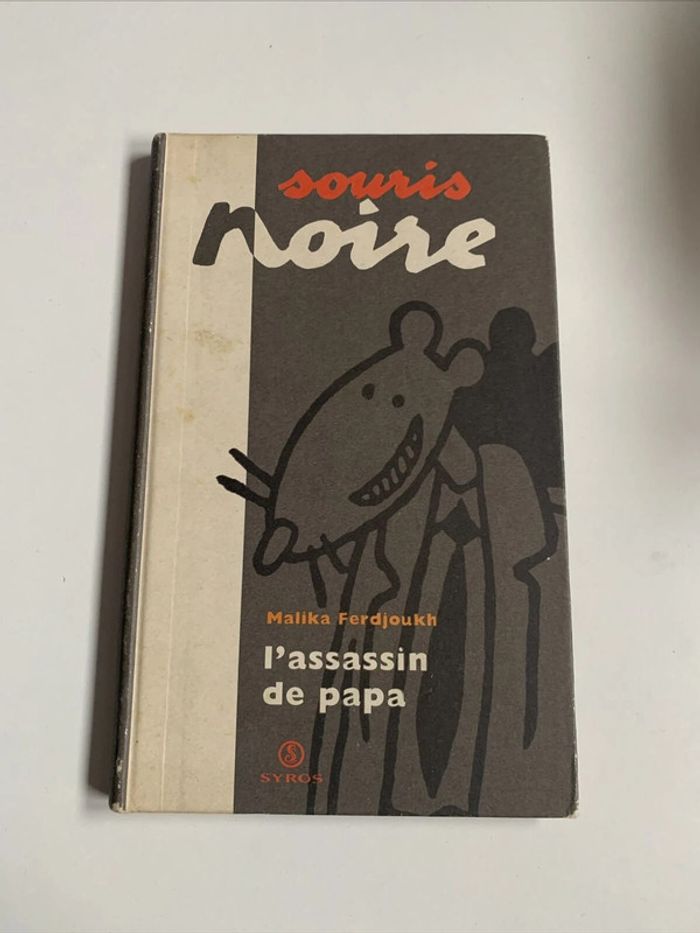 souris
noire
Malika Ferdjoukh
l'assassin
de papa
S
SYROS